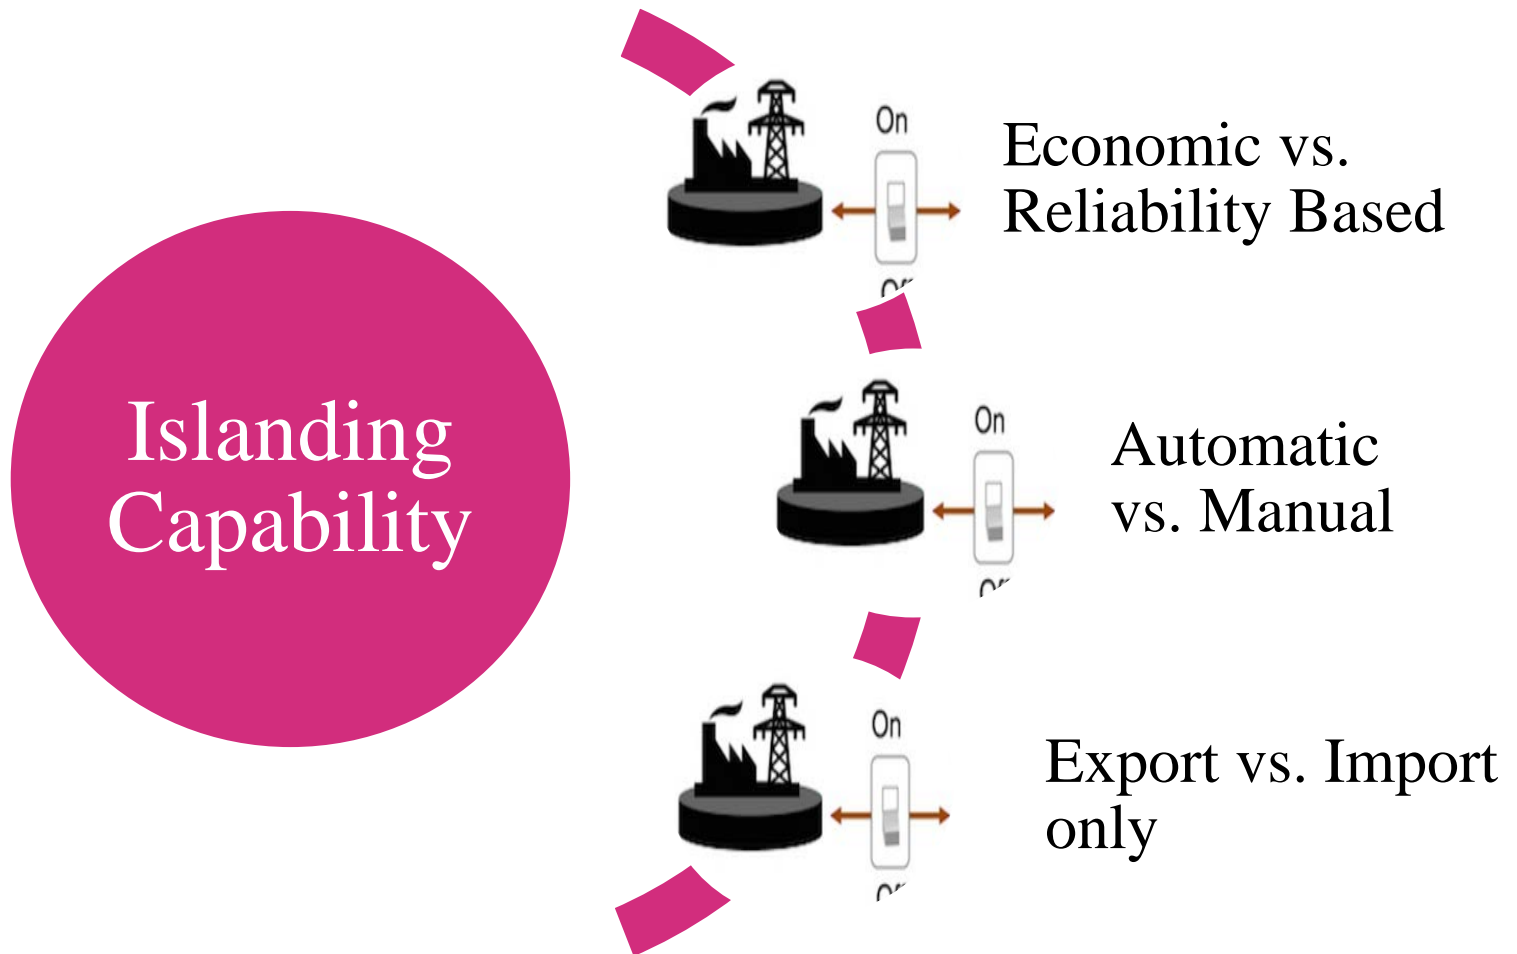 Islanding
Capability
On
Economic vs.
Reliability Based
On
Automatic
vs. Manual
On
Export vs. Import
only